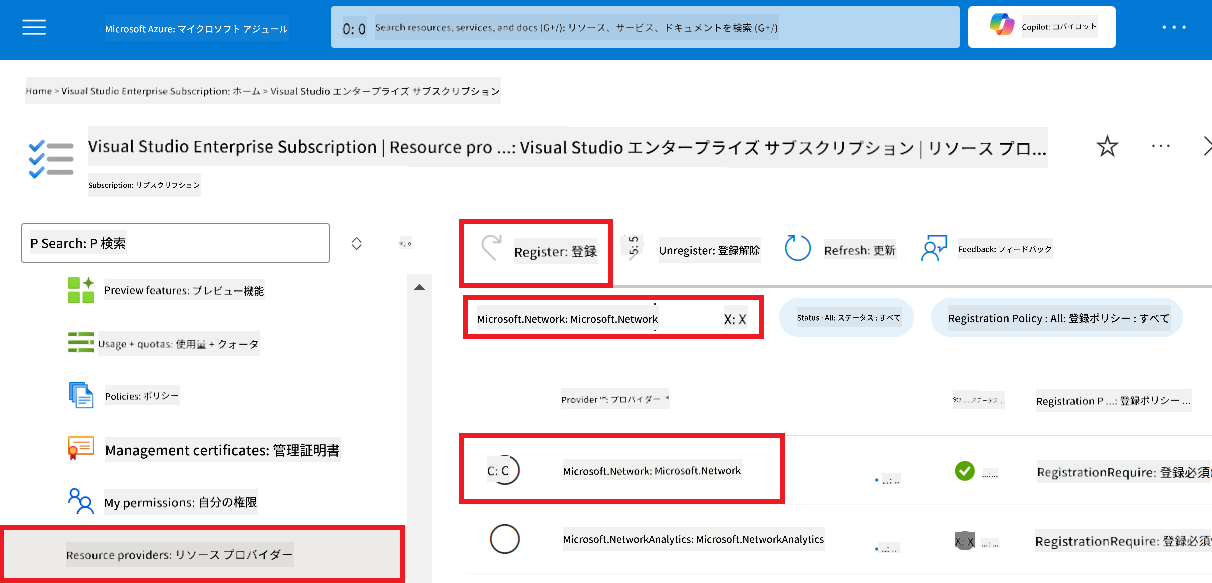 Microsoft Azure: マイクロソフト アジュール
O: O Search resources, services, and docs (G+/): リソース、サービス、ドキュメントを検索 (G+/)
Copilot: コパイロット
Home > Visual Studio Enterprise Subscription: ホーム > Visual Studio エンタープライズ サブスクリプション
Visual Studio Enterprise Subscription | Resource pro ...: Visual Studio エンタープライズ サブスクリプション | リソース プロ...
Subscription: サブスクリプション
P Search: P 検索
Register: 登録
5: 5
Unregister: 登録解除
Refresh: 更新
Feedback: フィードバック
Preview features: プレビュー機能
Usage + quotas: 使用量 + クォータ
Policies: ポリシー
Management certificates: 管理証明書
My permissions: 自分の権限
Resource providers: リソース プロバイダー
Microsoft.Network: Microsoft.Network X: X
Status : All: ステータス : すべて
Registration Policy : All: 登録ポリシー : すべて
Provider ↑: プロバイダー ↑
Registration P ...: 登録ポリシー ...
C: C Microsoft.Network: Microsoft.Network
RegistrationRequire: 登録必須
Microsoft.NetworkAnalytics: Microsoft.NetworkAnalytics
X: X
RegistrationRequire: 登録必須